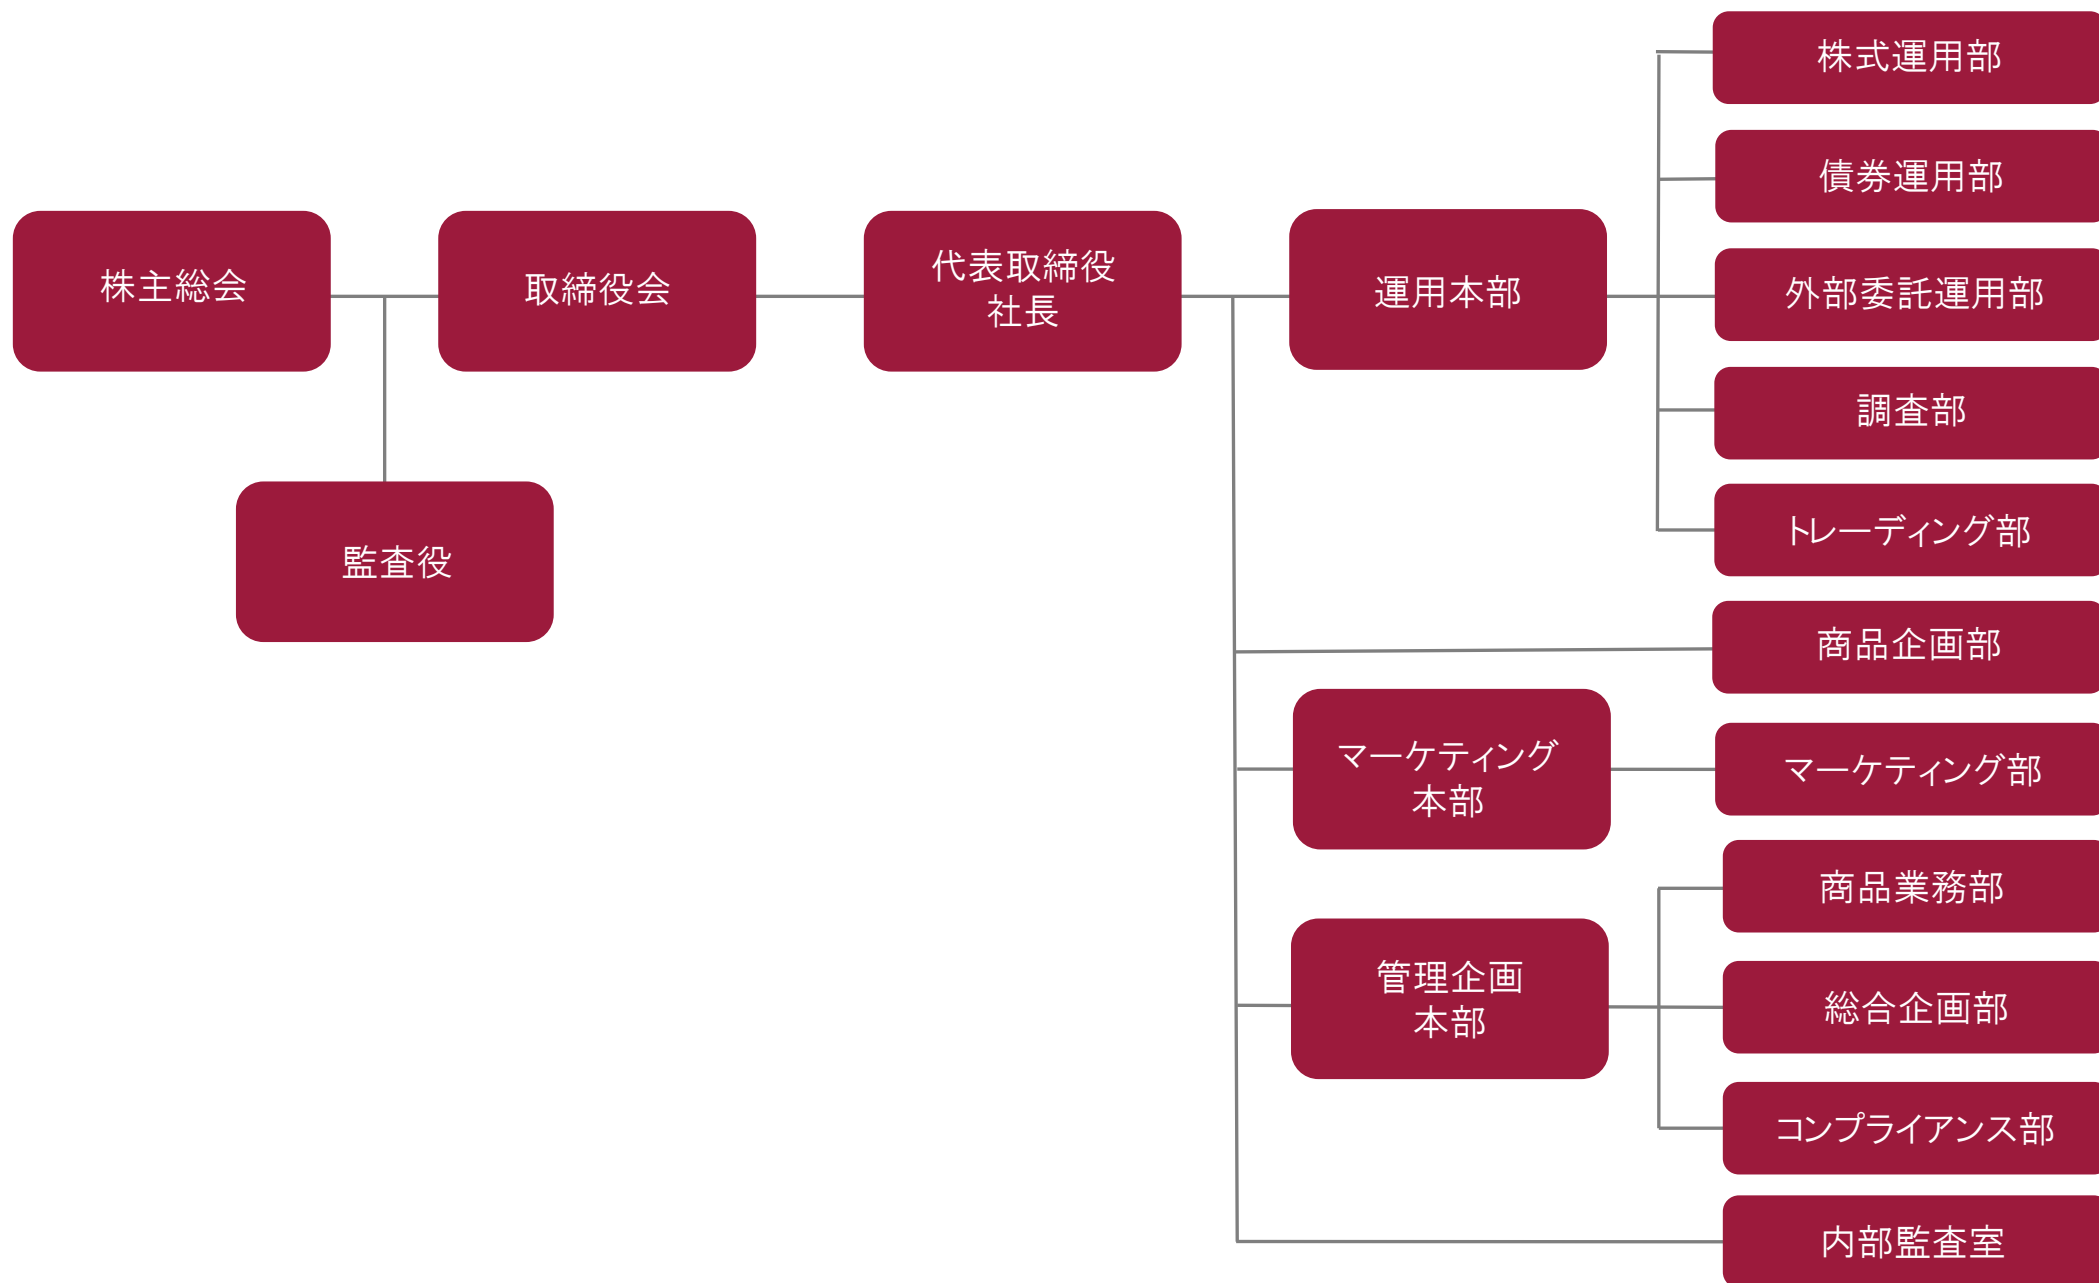 株主総会
取締役会
代表取締役
社長
監査役
運用本部
株式運用部
債券運用部
外部委託運用部
調査部
トレーディング部
商品企画部
マーケティング
本部
マーケティング部
管理企画
本部
商品業務部
総合企画部
コンプライアンス部
内部監査室